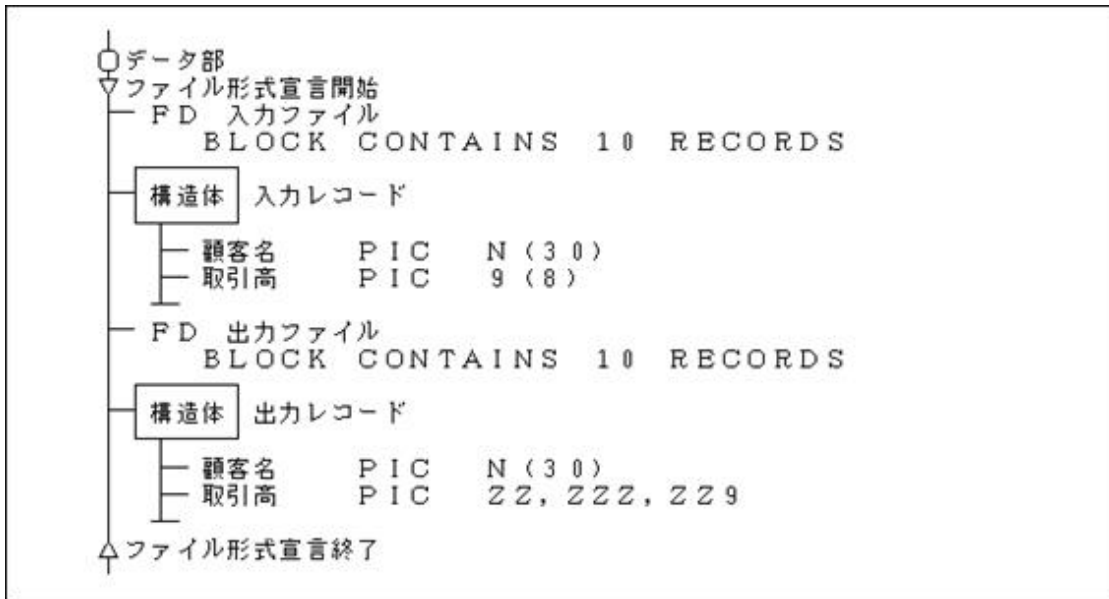 データ部
ファイル形式宣言開始
ＦＤ　入力ファイル
ＢＬＯＣＫ　ＣＯＮＴＡＩＮＳ　１０　ＲＥＣＯＲＤＳ
構造体　入力レコード
顧客名　ＰＩＣ　Ｎ（３０）
取引高　ＰＩＣ　９（８）
ＦＤ　出力ファイル
ＢＬＯＣＫ　ＣＯＮＴＡＩＮＳ　１０　ＲＥＣＯＲＤＳ
構造体　出力レコード
顧客名　ＰＩＣ　Ｎ（３０）
取引高　ＰＩＣ　ＺＺ，ＺＺＺ，ＺＺ９
ファイル形式宣言終了